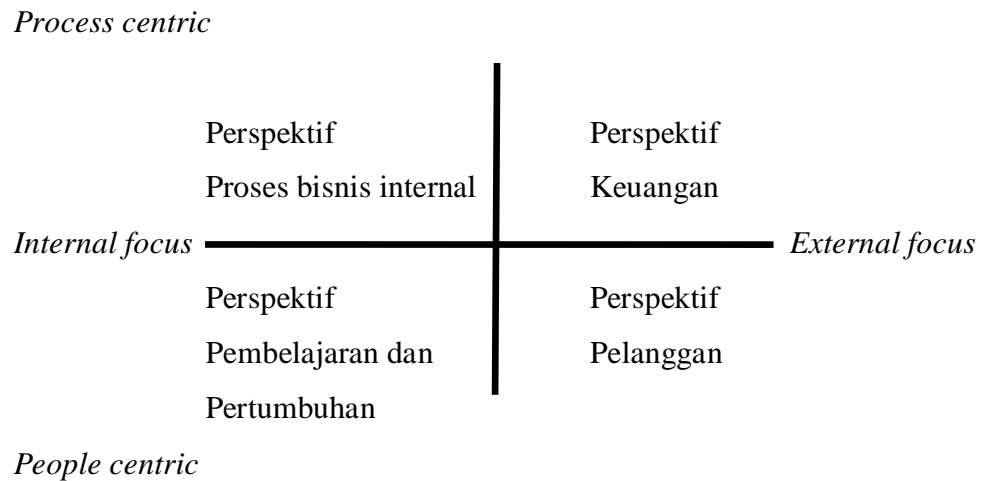 Process centric
Perspektif
Proses bisnis internal
Perspektif
Keuangan
Internal focus
External focus
Perspektif
Pembelajaran dan
Pertumbuhan
Perspektif
Pelanggan
People centric